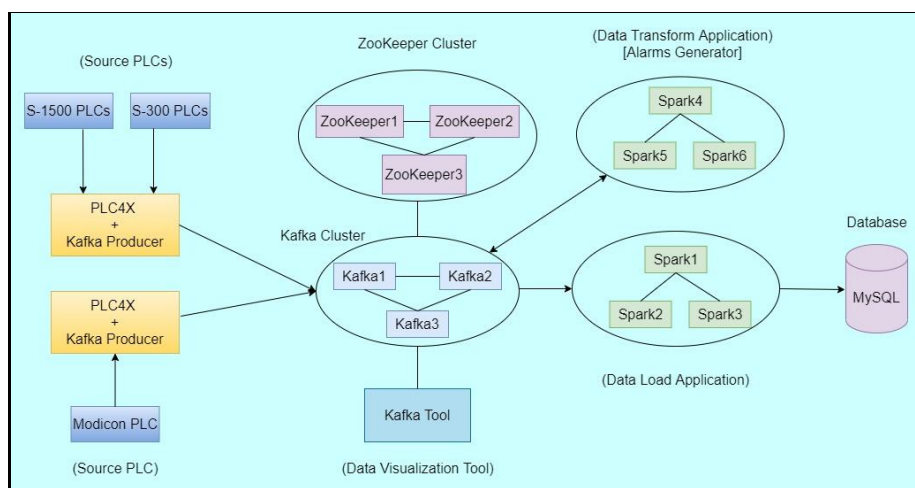 ZooKeeper Cluster
(Data Transform Application)
[Alarms Generator]
(Source PLCs)
S-1500 PLCs
S-300 PLCs
ZooKeeper1
ZooKeeper2
ZooKeeper3
Spark4
Spark5
Spark6
PLC4X
+
Kafka Producer
Kafka Cluster
Kafka1
Kafka2
Kafka3
Spark1
Spark2
Spark3
Database
MySQL
PLC4X
+
Kafka Producer
(Data Load Application)
Modicon PLC
Kafka Tool
(Source PLC)
(Data Visualization Tool)